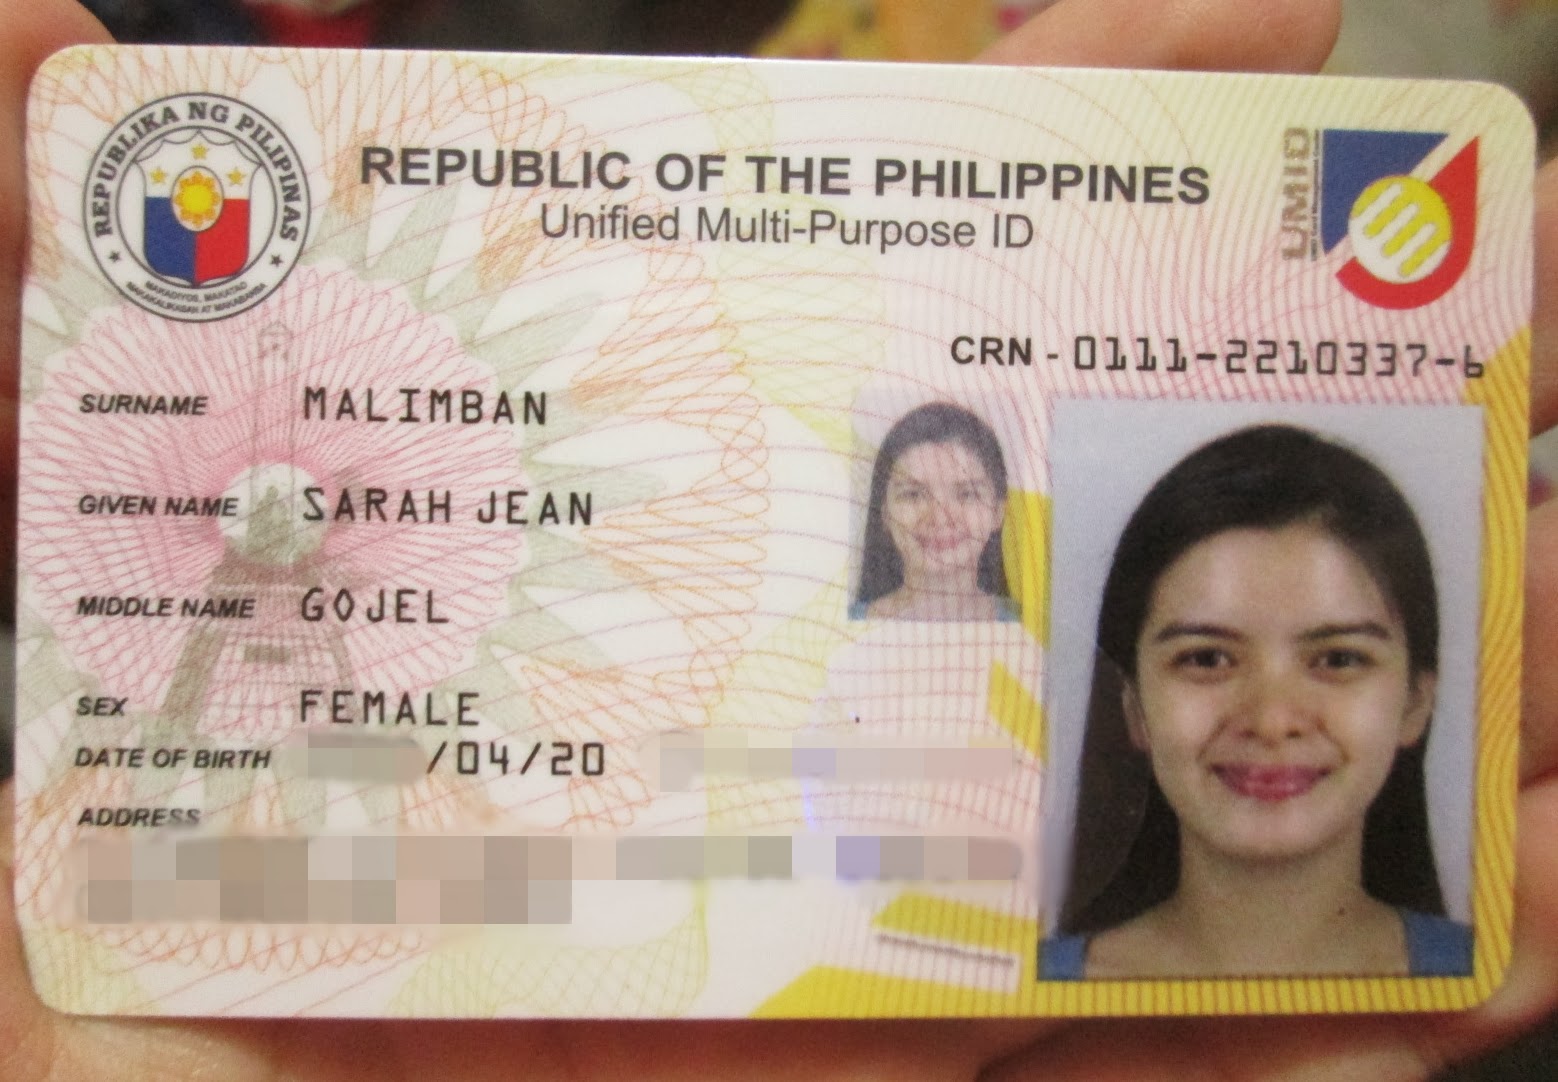 REPUBLIKA NG PILIPINAS
MAKADIYOS, MAKATAO
MAKAKALIKASAN AT MAKABANSA
REPUBLIC OF THE PHILIPPINES
Unified Multi-Purpose ID
UMID
CRN - 0111-2210337-6
SURNAME MALIMBAN
GIVEN NAME SARAH JEAN
MIDDLE NAME GOJEL
SEX FEMALE
DATE OF BIRTH /04/20
ADDRESS